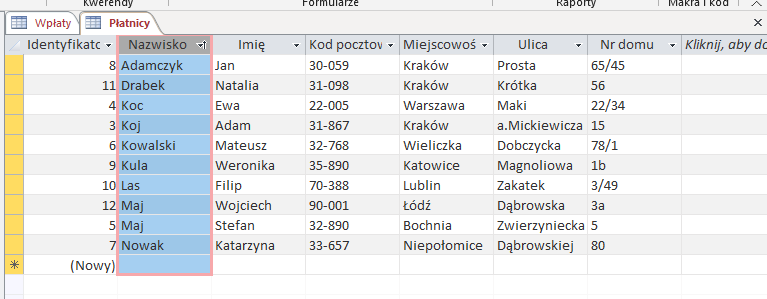 Kwerendy Formularze Raporty Makra i kod
Wpłaty Płatnicy
Identyfikato Nazwisko Imię Kod pocztow Miejscowoś Ulica Nr domu Kliknij, aby do
8 Adamczyk Jan 30-059 Kraków Prosta 65/45
11 Drabek Natalia 31-098 Kraków Krótka 56
4 Koc Ewa 22-005 Warszawa Maki 22/34
3 Koj Adam 31-867 Kraków a.Mickiewicza 15
6 Kowalski Mateusz 32-768 Wieliczka Dobczycka 78/1
9 Kula Weronika 35-890 Katowice Magnoliowa 1b
10 Las Filip 70-388 Lublin Zakatek 3/49
12 Maj Wojciech 90-001 Łódź Dąbrowska 3a
5 Maj Stefan 32-890 Bochnia Zwierzyniecka 5
7 Nowak Katarzyna 33-657 Niepołomice Dąbrowskiej 80
(Nowy)